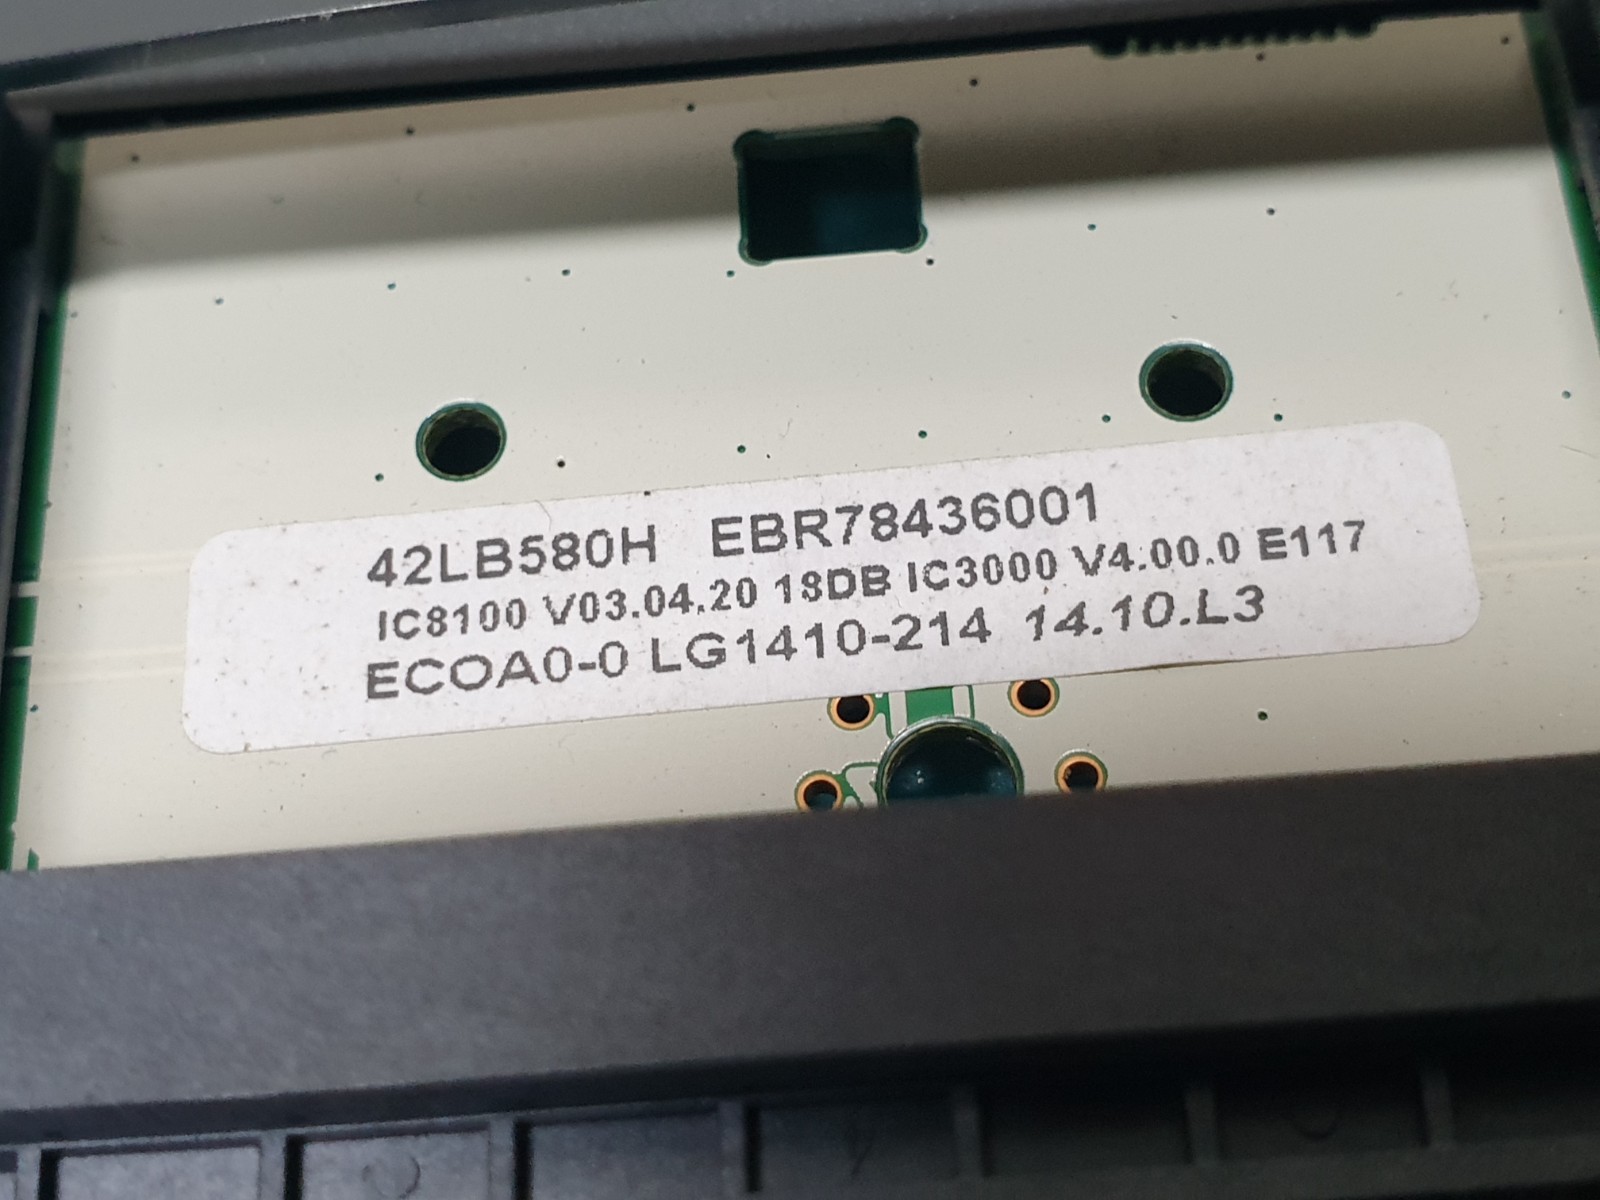 42LB580H EBR78436001
IC8100 V03.04.20 18DB IC3000 V4.00.0 E117
ECOA0-0 LG1410-214 14.10.L3